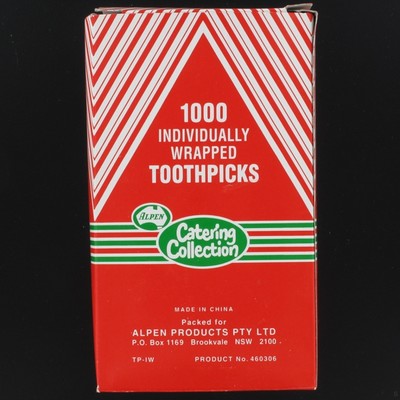 1000
INDIVIDUALLY
WRAPPED
TOOTHPICKS
ALPEN
Catering
Collection
MADE IN CHINA
Packed for
ALPEN PRODUCTS PTY LTD
P.O. Box 1169 Brookvale NSW 2100
TP-IW PRODUCT No. 460306